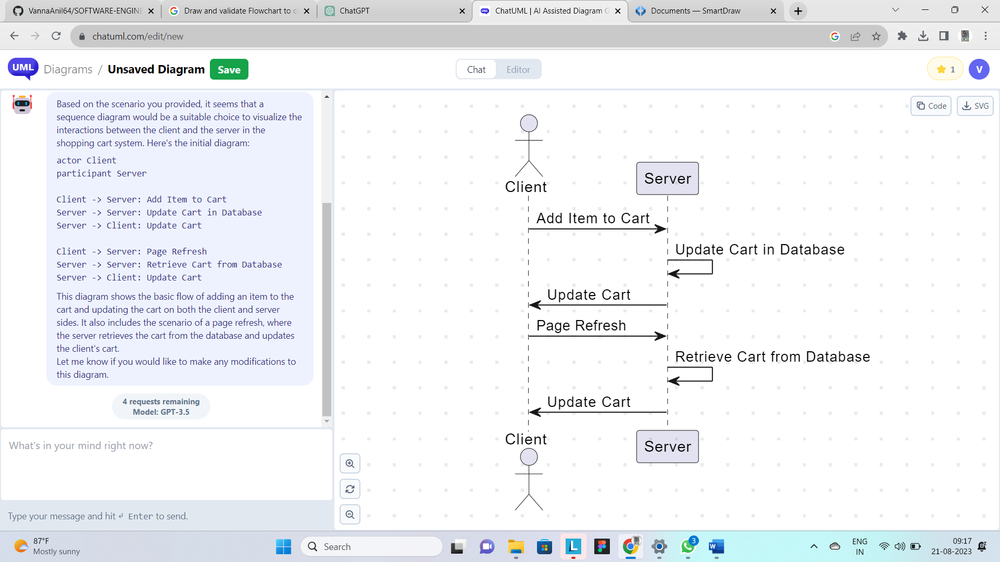 VannaAnil64/SOFTWARE-ENGINE
Draw and validate Flowchart to c
ChatGPT
ChatUML | AI Assisted Diagram G
Documents — SmartDraw
chatuml.com/edit/new
UML
Diagrams / Unsaved Diagram
Save
Chat
Editor
1
V
Based on the scenario you provided, it seems that a
sequence diagram would be a suitable choice to visualize the
interactions between the client and the server in the
shopping cart system. Here's the initial diagram:
actor Client
participant Server
Client -> Server: Add Item to Cart
Server -> Server: Update Cart in Database
Server -> Client: Update Cart
Client -> Server: Page Refresh
Server -> Server: Retrieve Cart from Database
Server -> Client: Update Cart
This diagram shows the basic flow of adding an item to the
cart and updating the cart on both the client and server
sides. It also includes the scenario of a page refresh, where
the server retrieves the cart from the database and updates
the client's cart.
Let me know if you would like to make any modifications to
this diagram.
4 requests remaining
Model: GPT-3.5
What's in your mind right now?
Type your message and hit ↲ Enter to send.
Code
SVG
Client
Server
Add Item to Cart
Update Cart in Database
Update Cart
Page Refresh
Retrieve Cart from Database
Update Cart
Client
Server
87°F
Mostly sunny
Search
3
ENG
IN
09:17
21-08-2023